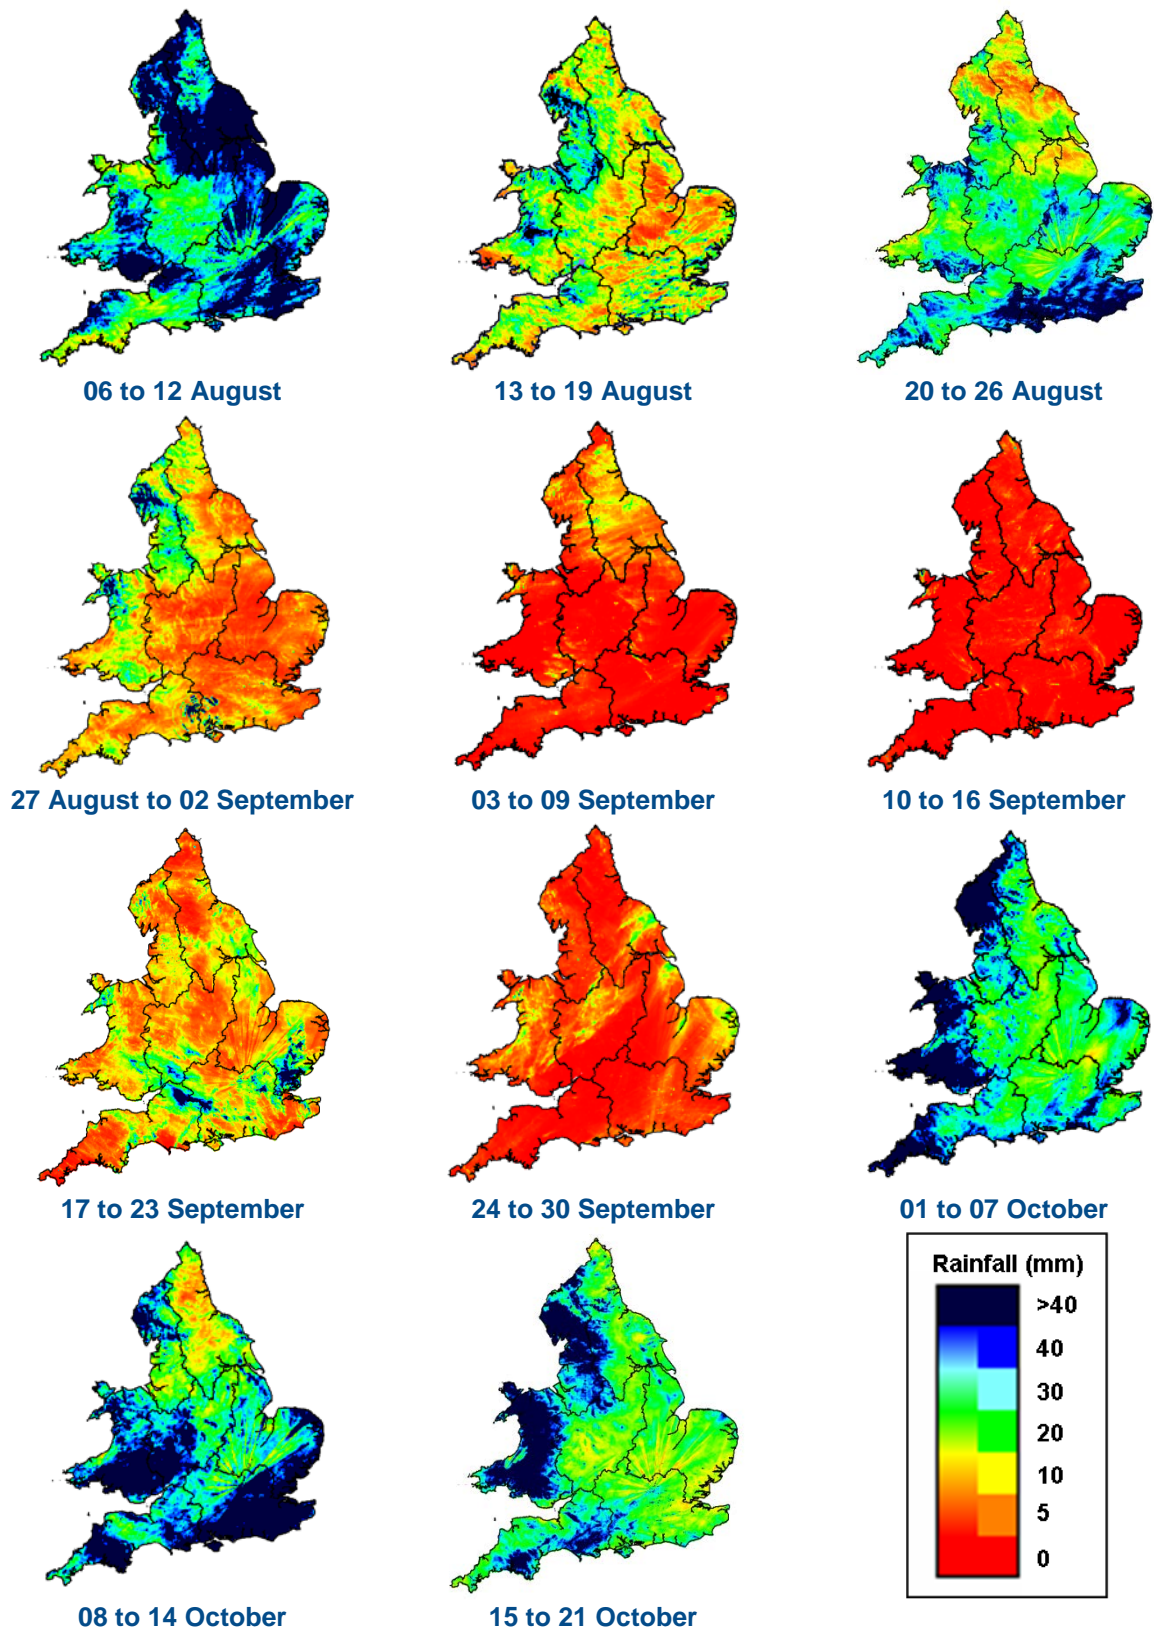 06 to 12 August
13 to 19 August
20 to 26 August
27 August to 02 September
03 to 09 September
10 to 16 September
17 to 23 September
24 to 30 September
01 to 07 October
Rainfall (mm)
>40
40
30
20
10
5
0
08 to 14 October
15 to 21 October